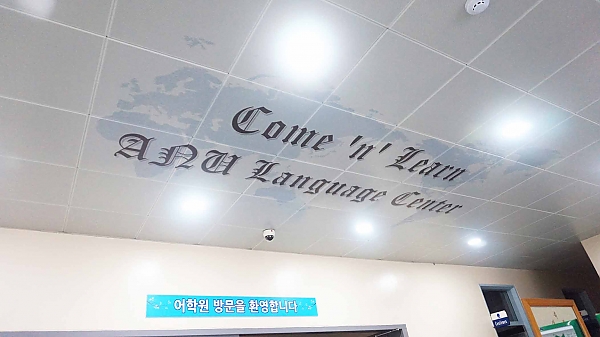 Come 'n' Learn
ANU Language Center
어학원 방문을 환영합니다